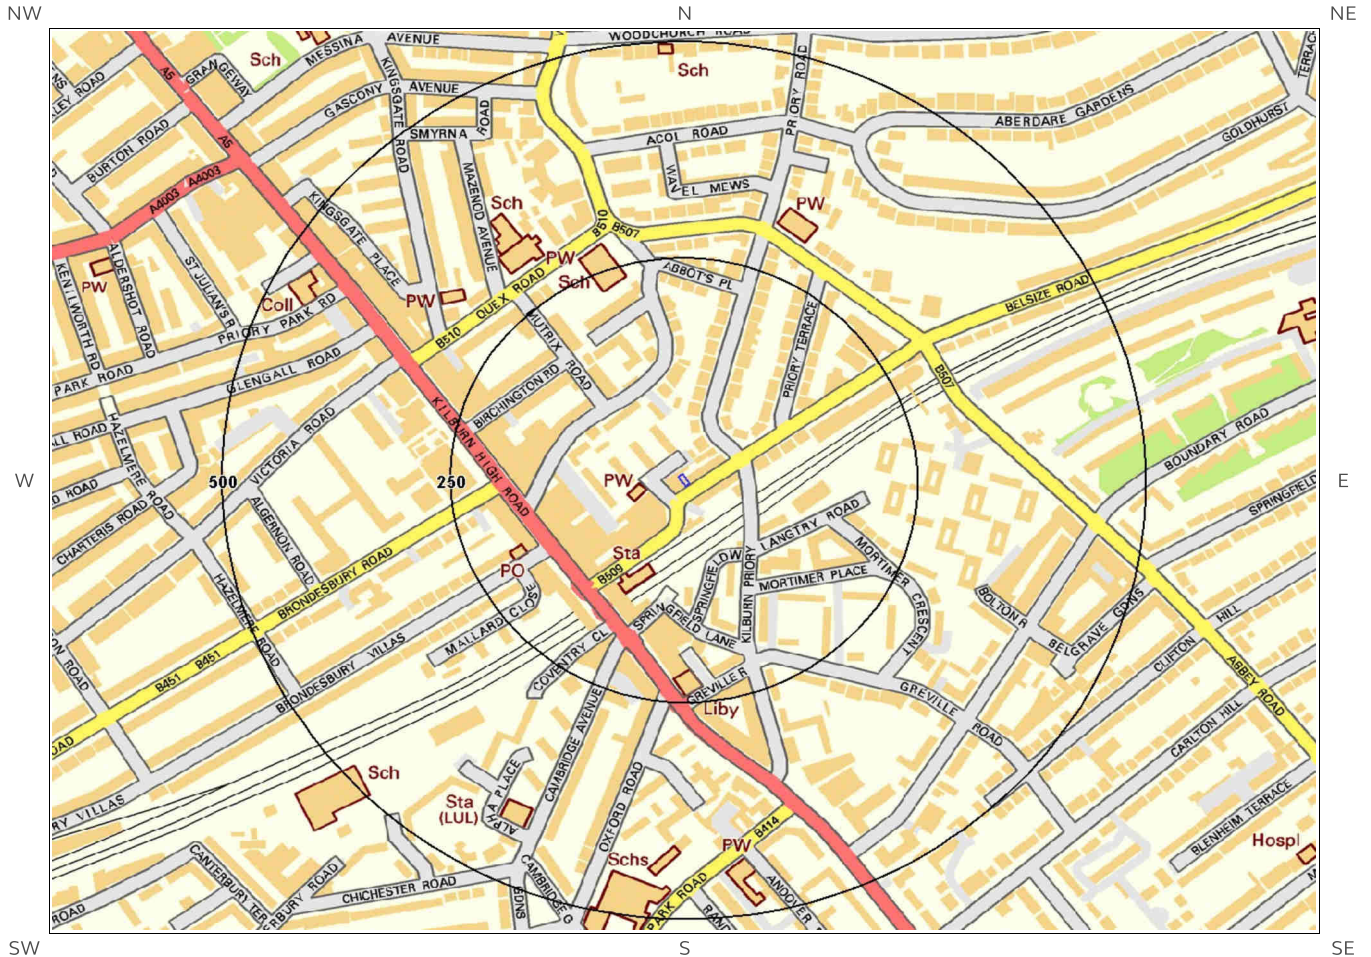 NW
N
NE
WOODCHURCH ROAD
MESSINA AVENUE
Sch
Sch
A5
GRANGEWAY
KINGSGATE ROAD
PRIORY ROAD
GASCONY AVENUE
ABERDARE GARDENS
GOLDHURST
BURTON ROAD
A5
SMYRNA ROAD
ACOL ROAD
A4003
A4003
MAZENOD AVENUE
WAVEL MEWS
KINGSGATE PLACE
Sch
PW
B510
B507
ST JULIAN'S R
PW
Sch
ABBOT'S PL
ALDERSHOT ROAD
KENILWORTH RD
PW
Coll
PRIORY PARK RD
PW
B510
QUEX ROAD
BELSIZE ROAD
MUTRIX ROAD
PRIORY TERRACE
PARK ROAD
GLENGALL ROAD
B507
BIRCHINGTON RD
HAZELMERE ROAD
VICTORIA ROAD
KILBURN HIGH ROAD
BOUNDARY ROAD
W
500
250
PW
E
SPRINGFIELD
CHARTERIS ROAD
ALGERNON ROAD
LANGTRY ROAD
BRONDESBURY ROAD
PO
Sta
B509
SPRINGFIELD W
MORTIMER PLACE
MORTIMER CRESCENT
KILBURN PRIORY
HAZELMERE ROAD
MALLARD CLOSE
SPRINGFIELD LANE
BOLTON R
BELGRAVE GDNS
CLIFTON HILL
B451
B451
BRONDESBURY VILLAS
COVENTRY CL
GREVILLE R
Liby
GREVILLE ROAD
ABBEY ROAD
CARLTON HILL
CAMBRIDGE AVENUE
OXFORD ROAD
Sch
ALPHA PLACE
Sta
(LUL)
BLENHEIM TERRACE
B414
PW
Schs
Hospl
CANTERBURY TER
CHICHESTER ROAD
CAMBRIDGE G
GDNS
PARK ROAD
ANDOVER
SW
S
SE